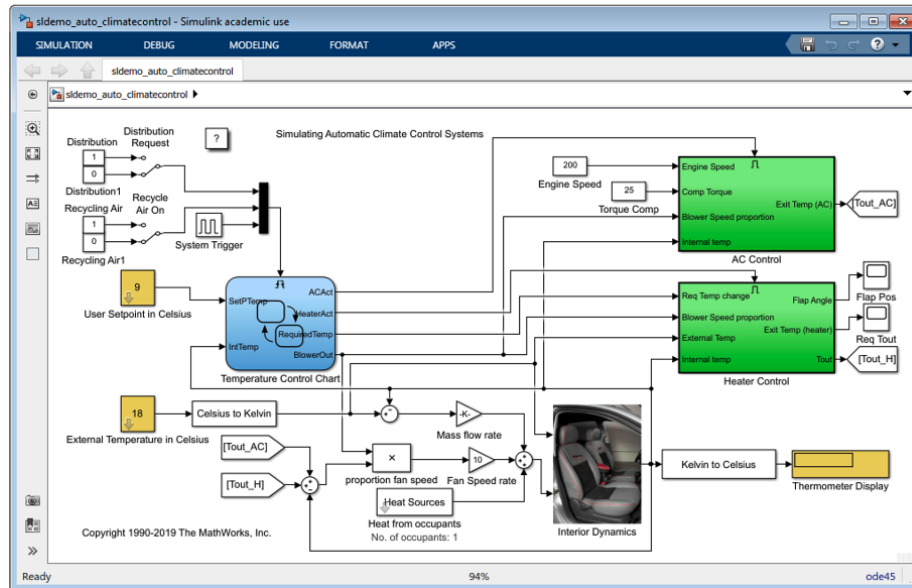 sldemo_auto_climatecontrol - Simulink academic use
SIMULATION DEBUG MODELING FORMAT APPS
?
sldemo_auto_climatecontrol
sldemo_auto_climatecontrol
Simulating Automatic Climate Control Systems
Distribution
1
0
Distribution1
Distribution
Request
?
Recycling Air
1
0
Recycling Air1
Recycle
Air On
System Trigger
200
Engine Speed
25
Torque Comp
Engine Speed
Comp Torque
Blower Speed proportion
Internal temp
Exit Temp (AC)
AC Control
[Tout_AC]
9
User Setpoint in Celsius
SetPTemp
IntTemp
ACAct
HeaterAct
RequiredTemp
BlowerOut
Temperature Control Chart
Req Temp change
Blower Speed proportion
External Temp
Internal temp
Flap Angle
Exit Temp (heater)
Tout
Heater Control
Flap Pos
Req Tout
[Tout_H]
18
External Temperature in Celsius
Celsius to Kelvin
-K-
Mass flow rate
[Tout_AC]
[Tout_H]
×
proportion fan speed
10
Fan Speed rate
Heat Sources
Heat from occupants
No. of occupants: 1
Interior Dynamics
Kelvin to Celsius
Thermometer Display
Copyright 1990-2019 The MathWorks, Inc.
Ready 94% ode45